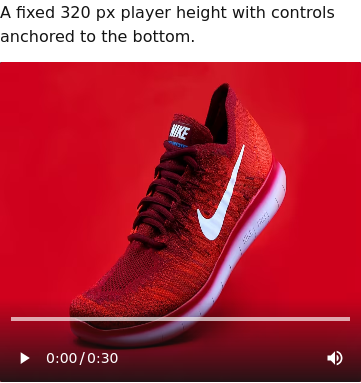 A fixed 320 px player height with controls
anchored to the bottom.
NIKE
0:00 / 0:30